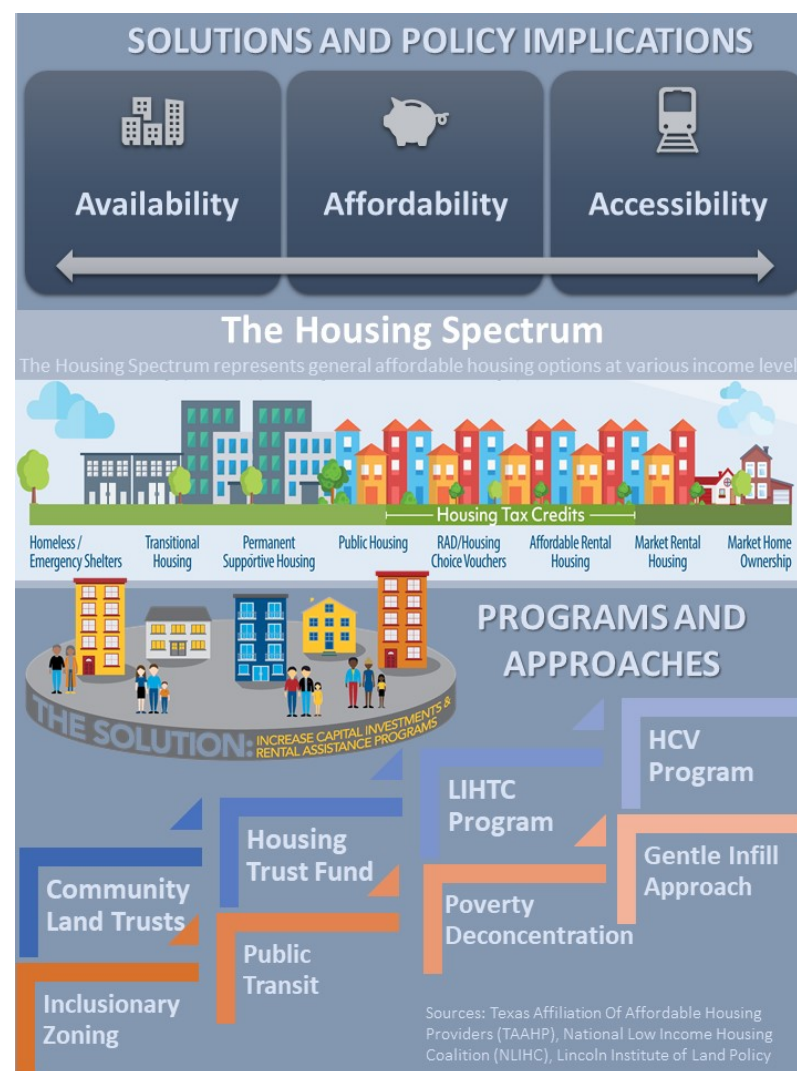 SOLUTIONS AND POLICY IMPLICATIONS
Availability
Affordability
Accessibility
The Housing Spectrum
The Housing Spectrum represents general affordable housing options at various income level
Housing Tax Credits
Homeless /
Emergency Shelters
Transitional
Housing
Permanent
Supportive Housing
Public Housing
RAD/Housing
Choice Vouchers
Affordable Rental
Housing
Market Rental
Housing
Market Home
Ownership
THE SOLUTION:
INCREASE CAPITAL INVESTMENTS &
RENTAL ASSISTANCE PROGRAMS
PROGRAMS AND
APPROACHES
Community
Land Trusts
Housing
Trust Fund
LIHTC
Program
HCV
Program
Inclusionary
Zoning
Public
Transit
Poverty
Deconcentration
Gentle Infill
Approach
Sources: Texas Affiliation Of Affordable Housing
Providers (TAAHP), National Low Income Housing
Coalition (NLIHC), Lincoln Institute of Land Policy